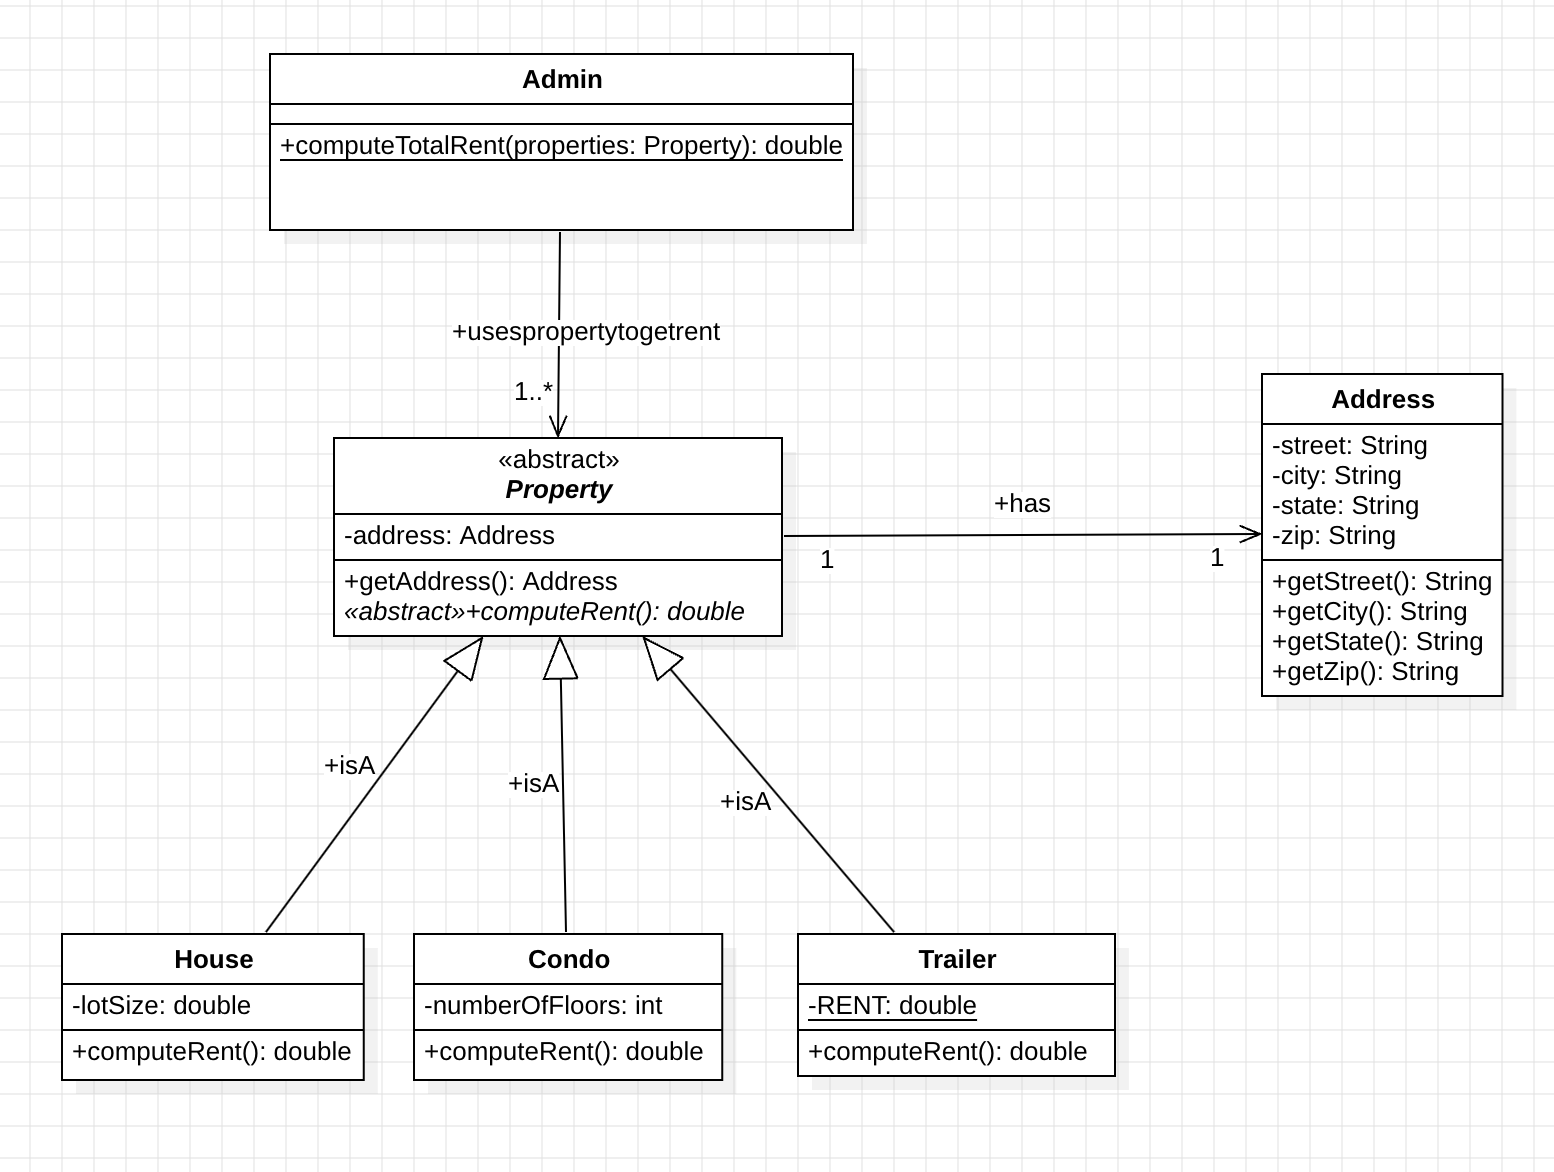 Admin
+computeTotalRent(properties: Property): double
+usespropertytogetrent
1..*
«abstract»
Property
-address: Address
+getAddress(): Address
«abstract»+computeRent(): double
+has
1
1
Address
-street: String
-city: String
-state: String
-zip: String
+getStreet(): String
+getCity(): String
+getState(): String
+getZip(): String
+isA
+isA
+isA
House
-lotSize: double
+computeRent(): double
Condo
-numberOfFloors: int
+computeRent(): double
Trailer
-RENT: double
+computeRent(): double